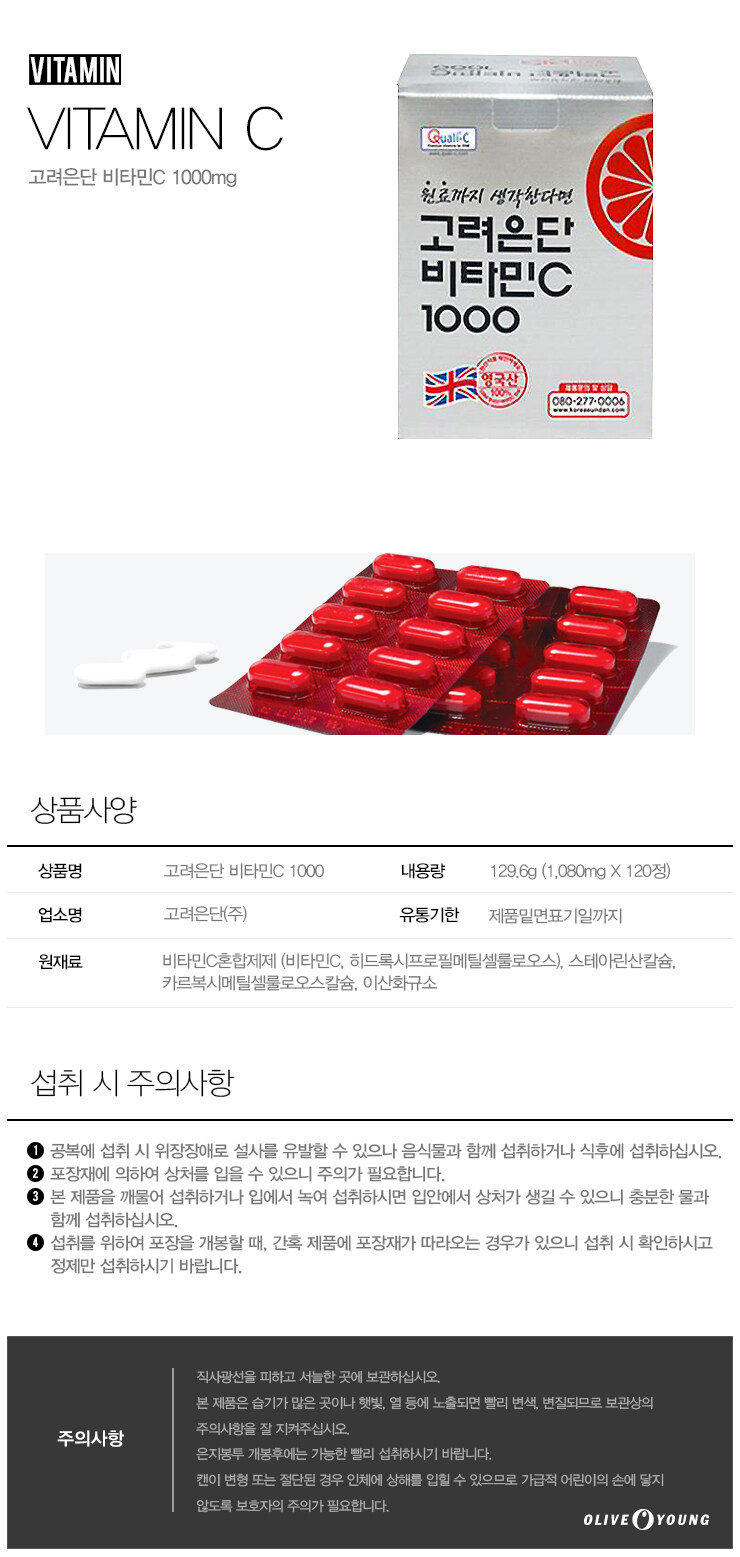 VITAMIN
VITAMIN C
고려은단 비타민C 1000mg
Quali-C
원료까지 생각한다면
고려은단
비타민C
1000
영국산
100%
제품문의 및 상담
080-277-0006
www.koreaeundan.com
상품사양
상품명 고려은단 비타민C 1000 내용량 129.6g (1,080mg X 120정)
업소명 고려은단(주) 유통기한 제품밑면표기일까지
원재료 비타민C혼합제제 (비타민C, 히드록시프로필메틸셀룰로오스), 스테아린산칼슘,
카르복시메틸셀룰로오스칼슘, 이산화규소
섭취 시 주의사항
1 공복에 섭취 시 위장장애로 설사를 유발할 수 있으나 음식물과 함께 섭취하거나 식후에 섭취하십시오.
2 포장재에 의하여 상처를 입을 수 있으니 주의가 필요합니다.
3 본 제품을 깨물어 섭취하거나 입에서 녹여 섭취하시면 입안에서 상처가 생길 수 있으니 충분한 물과
함께 섭취하십시오.
4 섭취를 위하여 포장을 개봉할 때, 간혹 제품에 포장재가 따라오는 경우가 있으니 섭취 시 확인하시고
정제만 섭취하시기 바랍니다.
주의사항
직사광선을 피하고 서늘한 곳에 보관하십시오.
본 제품은 습기가 많은 곳이나 햇빛, 열 등에 노출되면 빨리 변색, 변질되므로 보관상의
주의사항을 잘 지켜주십시오.
은지봉투 개봉후에는 가능한 빨리 섭취하시기 바랍니다.
캔이 변형 또는 절단된 경우 인체에 상해를 입힐 수 있으므로 가급적 어린이의 손에 닿지
않도록 보호자의 주의가 필요합니다.
OLIVE YOUNG